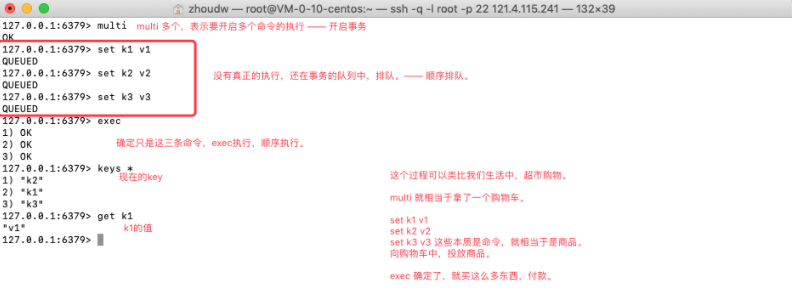 zhoudw — root@VM-0-10-centos:~ — ssh -q -l root -p 22 121.4.115.241 — 132×39
127.0.0.1:6379> multi
multi 多个，表示要开启多个命令的执行 —— 开启事务
OK
127.0.0.1:6379> set k1 v1
QUEUED
127.0.0.1:6379> set k2 v2
没有真正的执行，还在事务的队列中，排队。—— 顺序排队。
QUEUED
127.0.0.1:6379> set k3 v3
QUEUED
127.0.0.1:6379> exec
1) OK
2) OK
确定只是这三条命令，exec执行，顺序执行。
3) OK
127.0.0.1:6379> keys *
现在的key
1) "k2"
2) "k1"
3) "k3"
127.0.0.1:6379> get k1
"v1"
k1的值
127.0.0.1:6379>
这个过程可以类比我们生活中，超市购物。
multi 就相当于拿了一个购物车。
set k1 v1
set k2 v2
set k3 v3 这些本质是命令，就相当于是商品。
向购物车中，投放商品。
exec 确定了，就买这么多东西，付款。